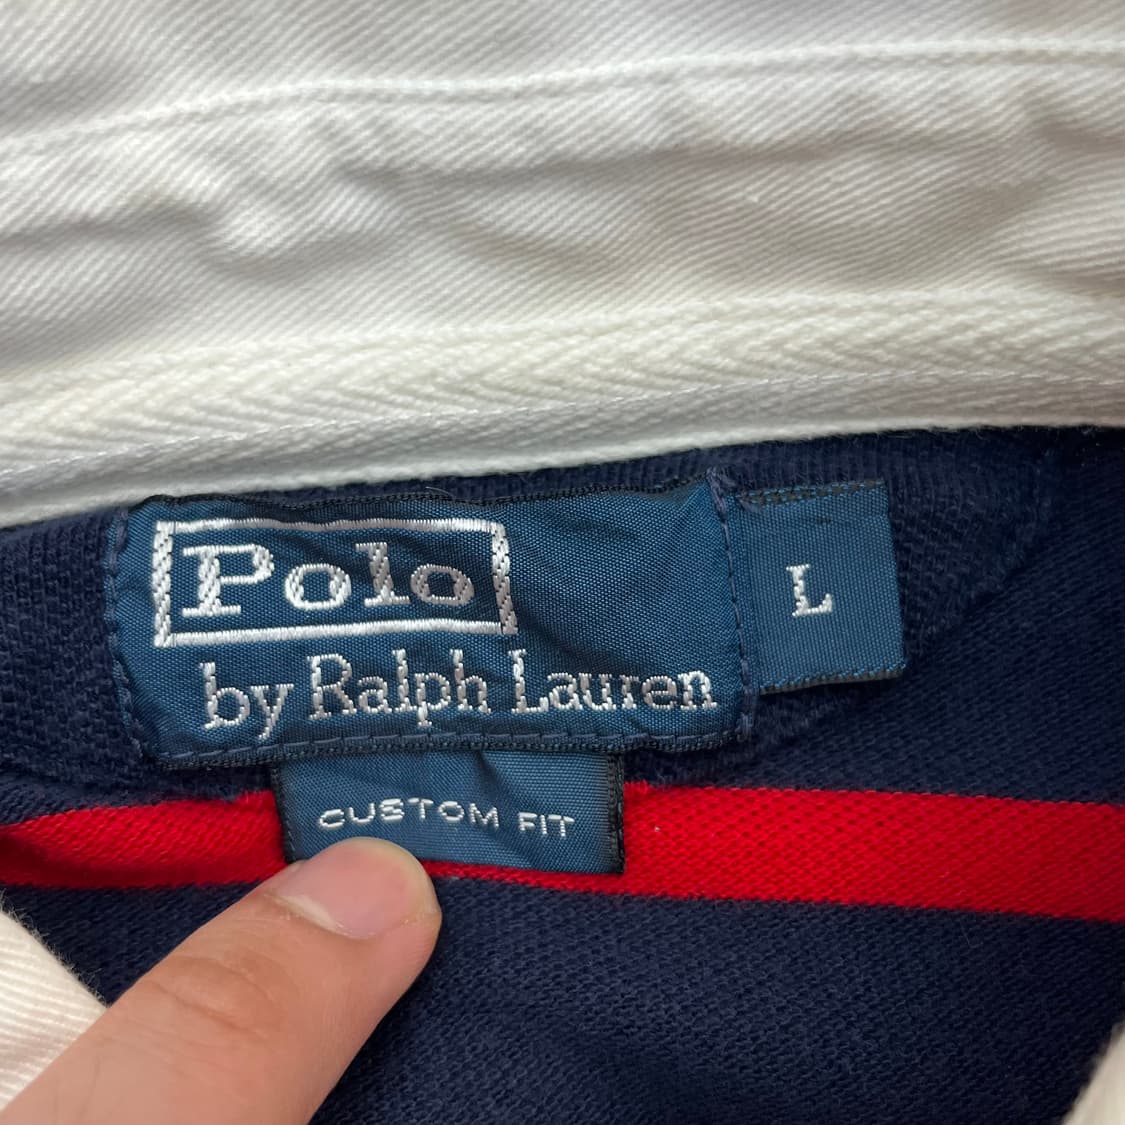 Polo
by Ralph Lauren
L
CUSTOM FIT